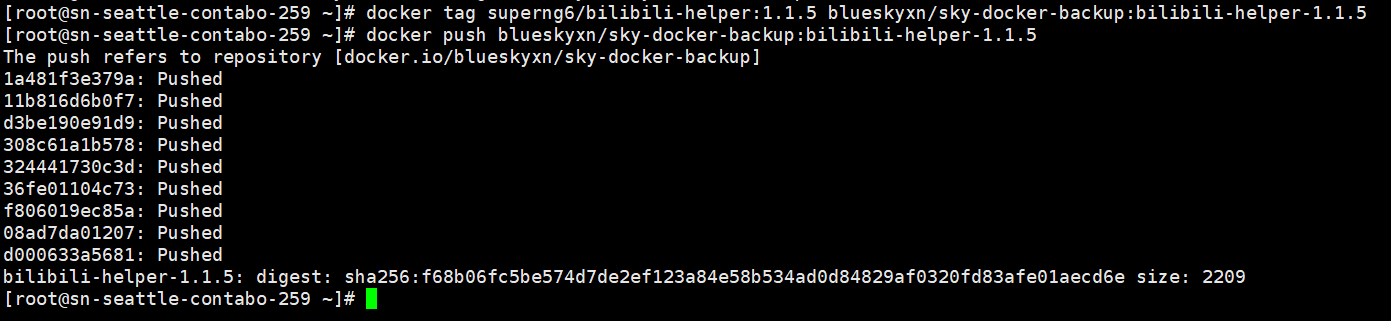 [root@sn-seattle-contabo-259 ~]# docker tag superng6/bilibili-helper:1.1.5 blueskyxn/sky-docker-backup:bilibili-helper-1.1.5
[root@sn-seattle-contabo-259 ~]# docker push blueskyxn/sky-docker-backup:bilibili-helper-1.1.5
The push refers to repository [docker.io/blueskyxn/sky-docker-backup]
1a481f3e379a: Pushed
11b816d6b0f7: Pushed
d3be190e91d9: Pushed
308c61a1b578: Pushed
324441730c3d: Pushed
36fe01104c73: Pushed
f806019ec85a: Pushed
08ad7da01207: Pushed
d000633a5681: Pushed
bilibili-helper-1.1.5: digest: sha256:f68b06fc5be574d7de2ef123a84e58b534ad0d84829af0320fd83afe01aecd6e size: 2209
[root@sn-seattle-contabo-259 ~]#